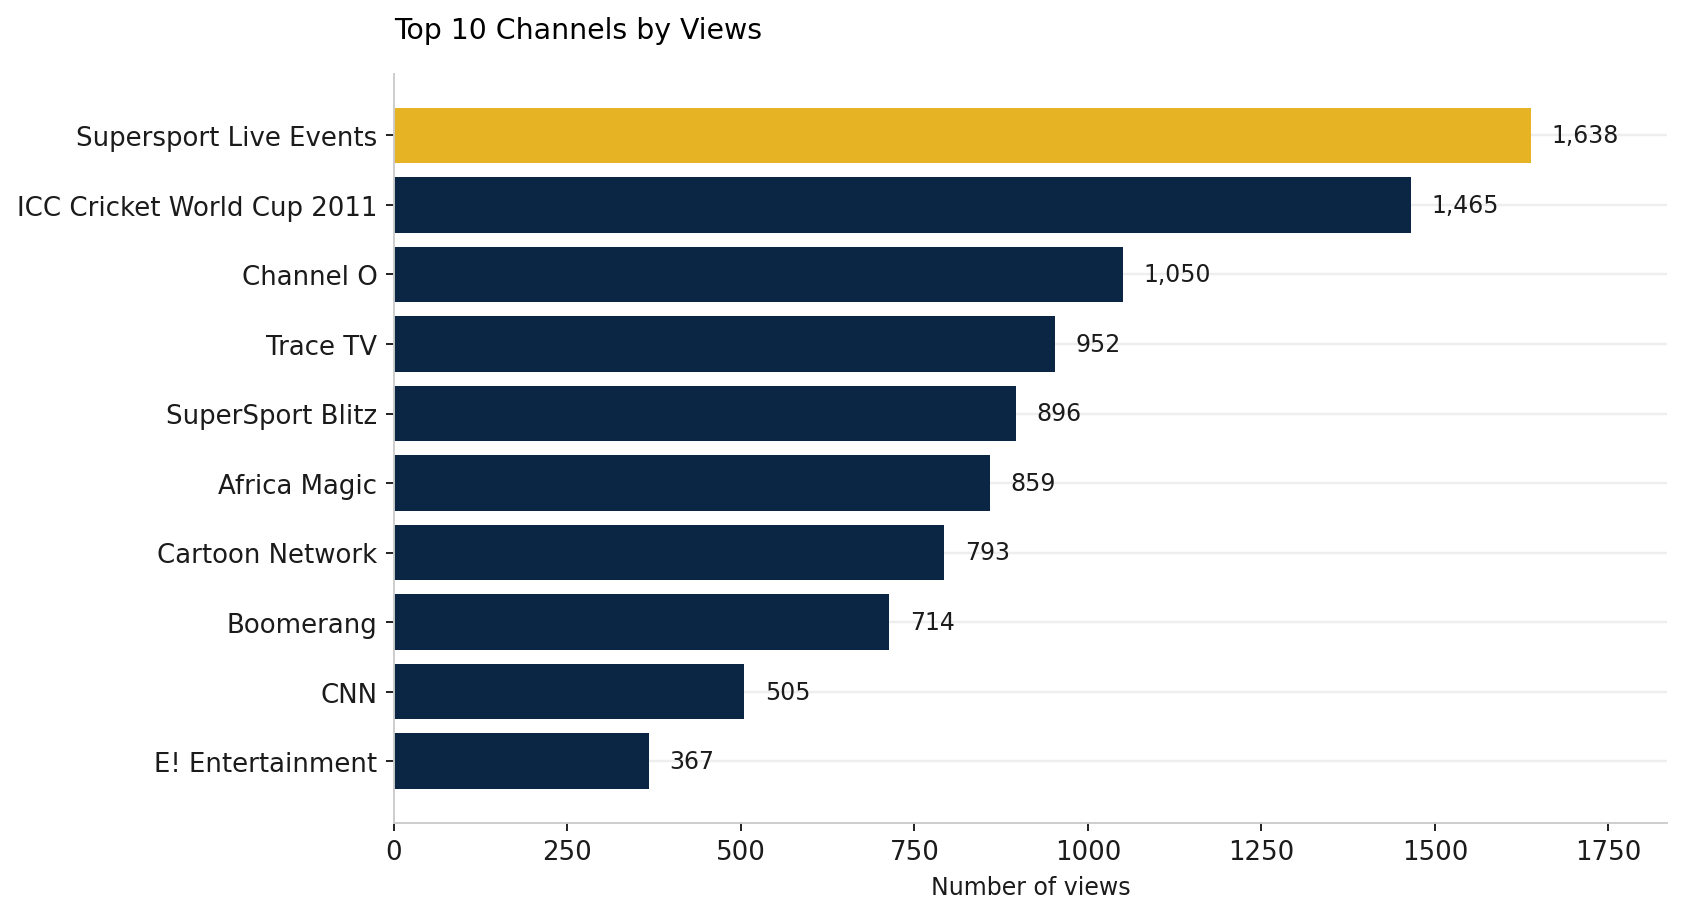 Top 10 Channels by Views
Supersport Live Events 1,638
ICC Cricket World Cup 2011 1,465
Channel O 1,050
Trace TV 952
SuperSport Blitz 896
Africa Magic 859
Cartoon Network 793
Boomerang 714
CNN 505
E! Entertainment 367
0 250 500 750 1000 1250 1500 1750
Number of views